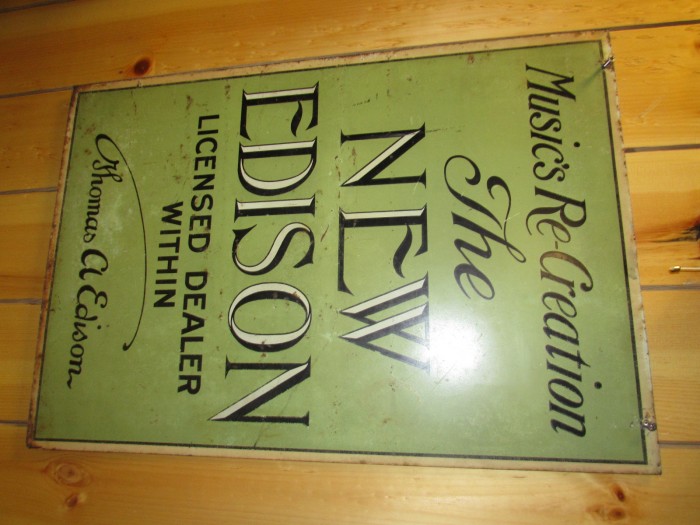 Music's Re-Creation
The
NEW
EDISON
LICENSED DEALER
WITHIN
Thomas A Edison